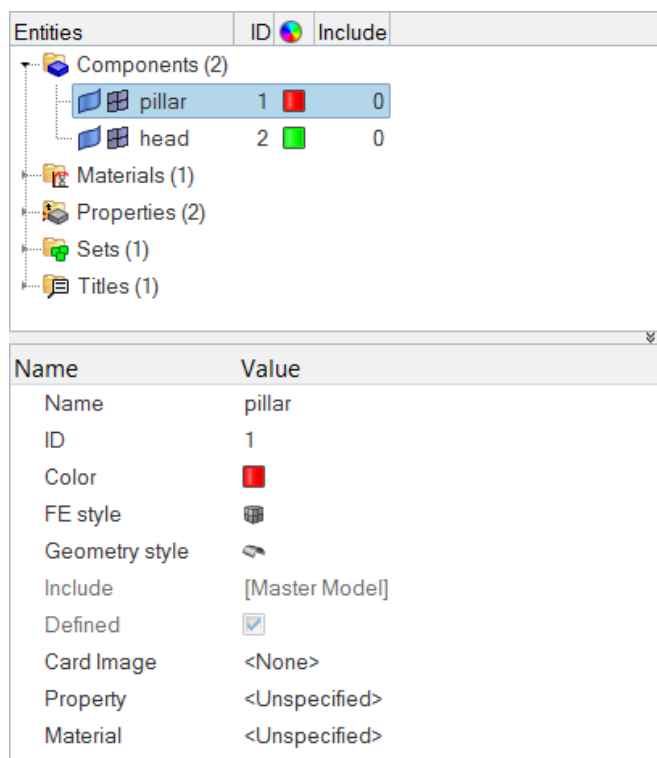 Entities ID Include
Components (2)
pillar 1 0
head 2 0
Materials (1)
Properties (2)
Sets (1)
Titles (1)
Name Value
Name pillar
ID 1
Color
FE style
Geometry style
Include [Master Model]
Defined
Card Image <None>
Property <Unspecified>
Material <Unspecified>